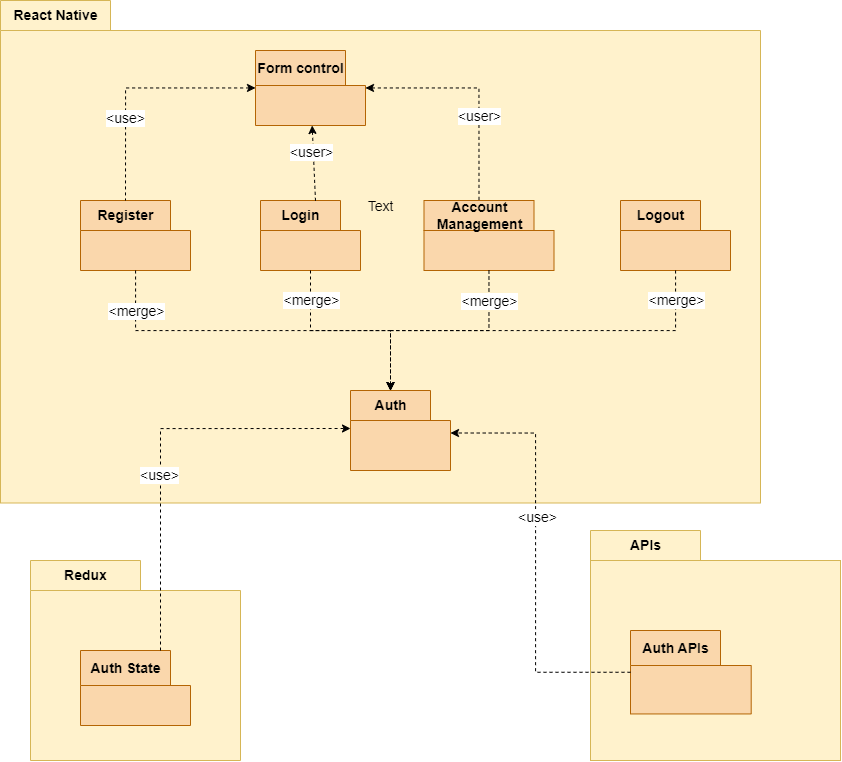 React Native
Form control
<use>
<user>
<user>
Register
Login
Text
Account
Management
Logout
<merge>
<merge>
<merge>
<merge>
Auth
<use>
<use>
Redux
APIs
Auth State
Auth APIs